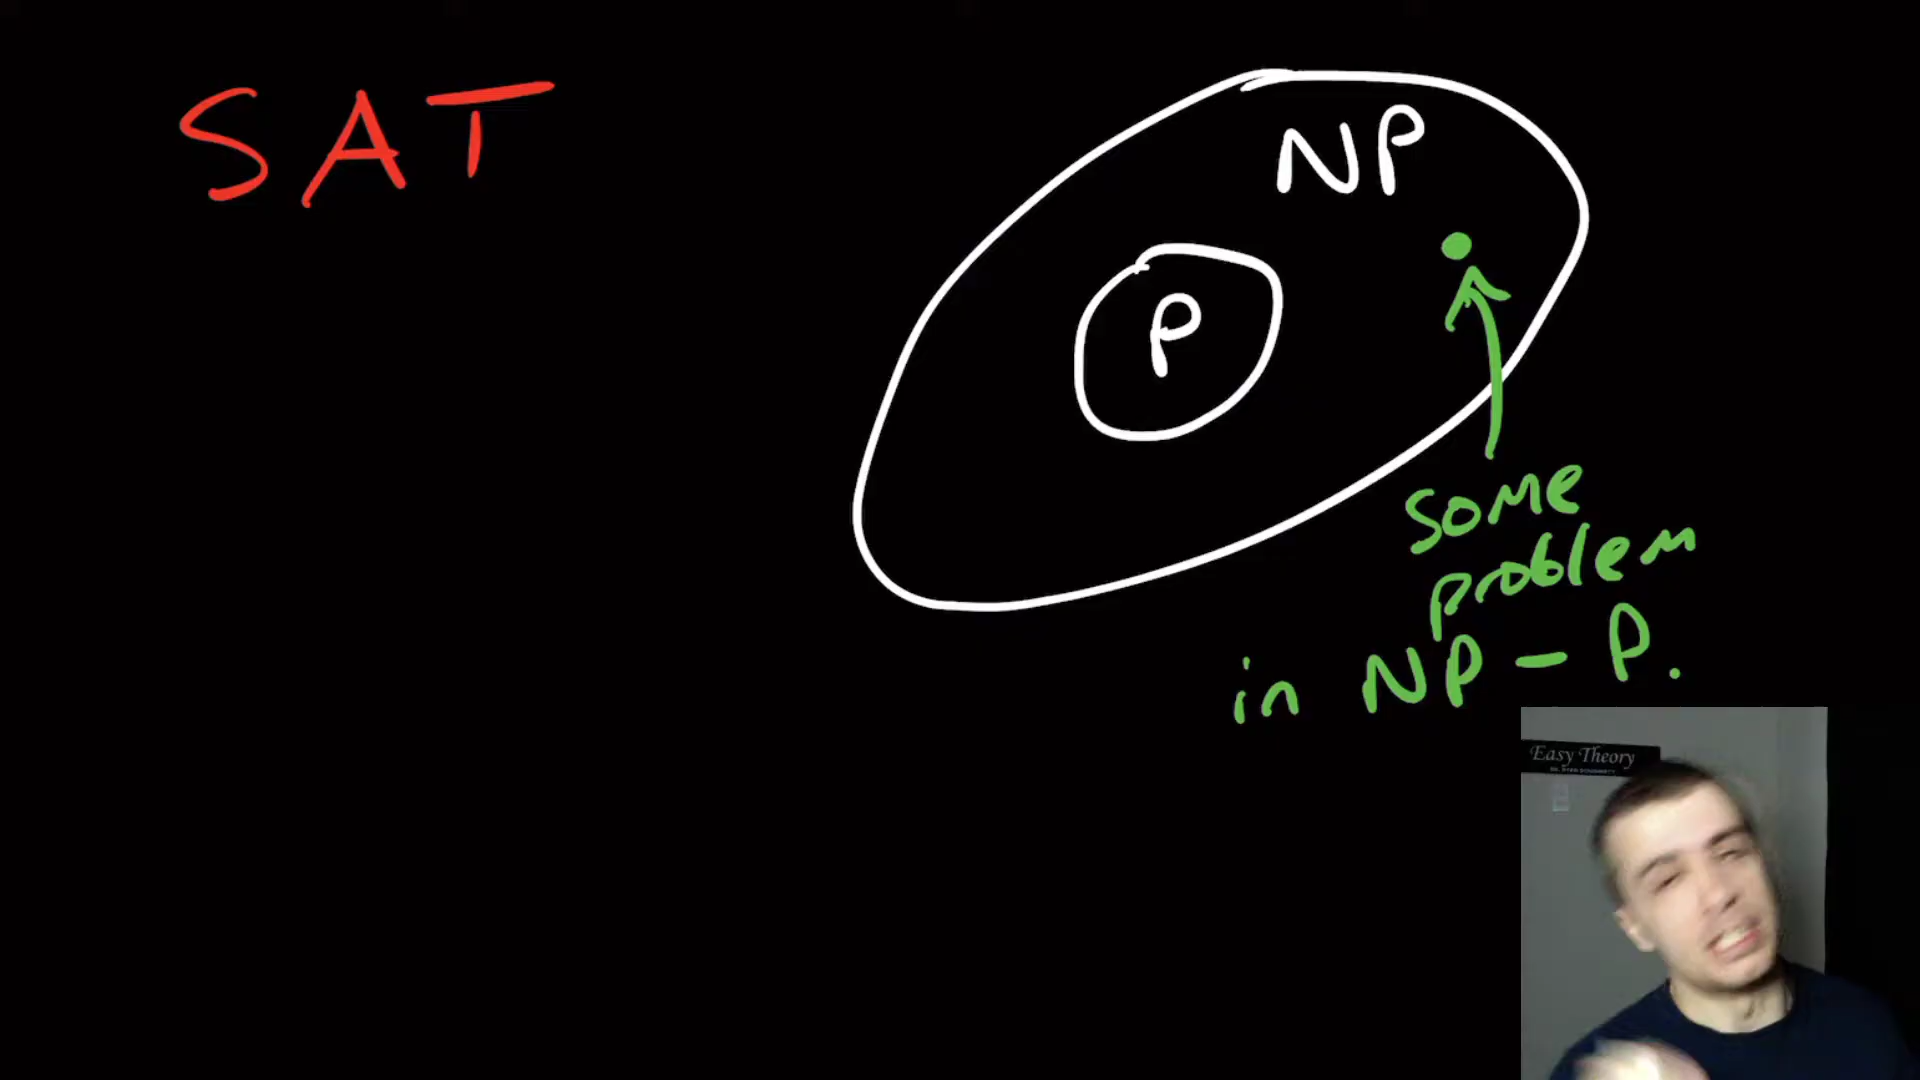 SAT
NP
P
some
problem
in NP - P.
Easy Theory